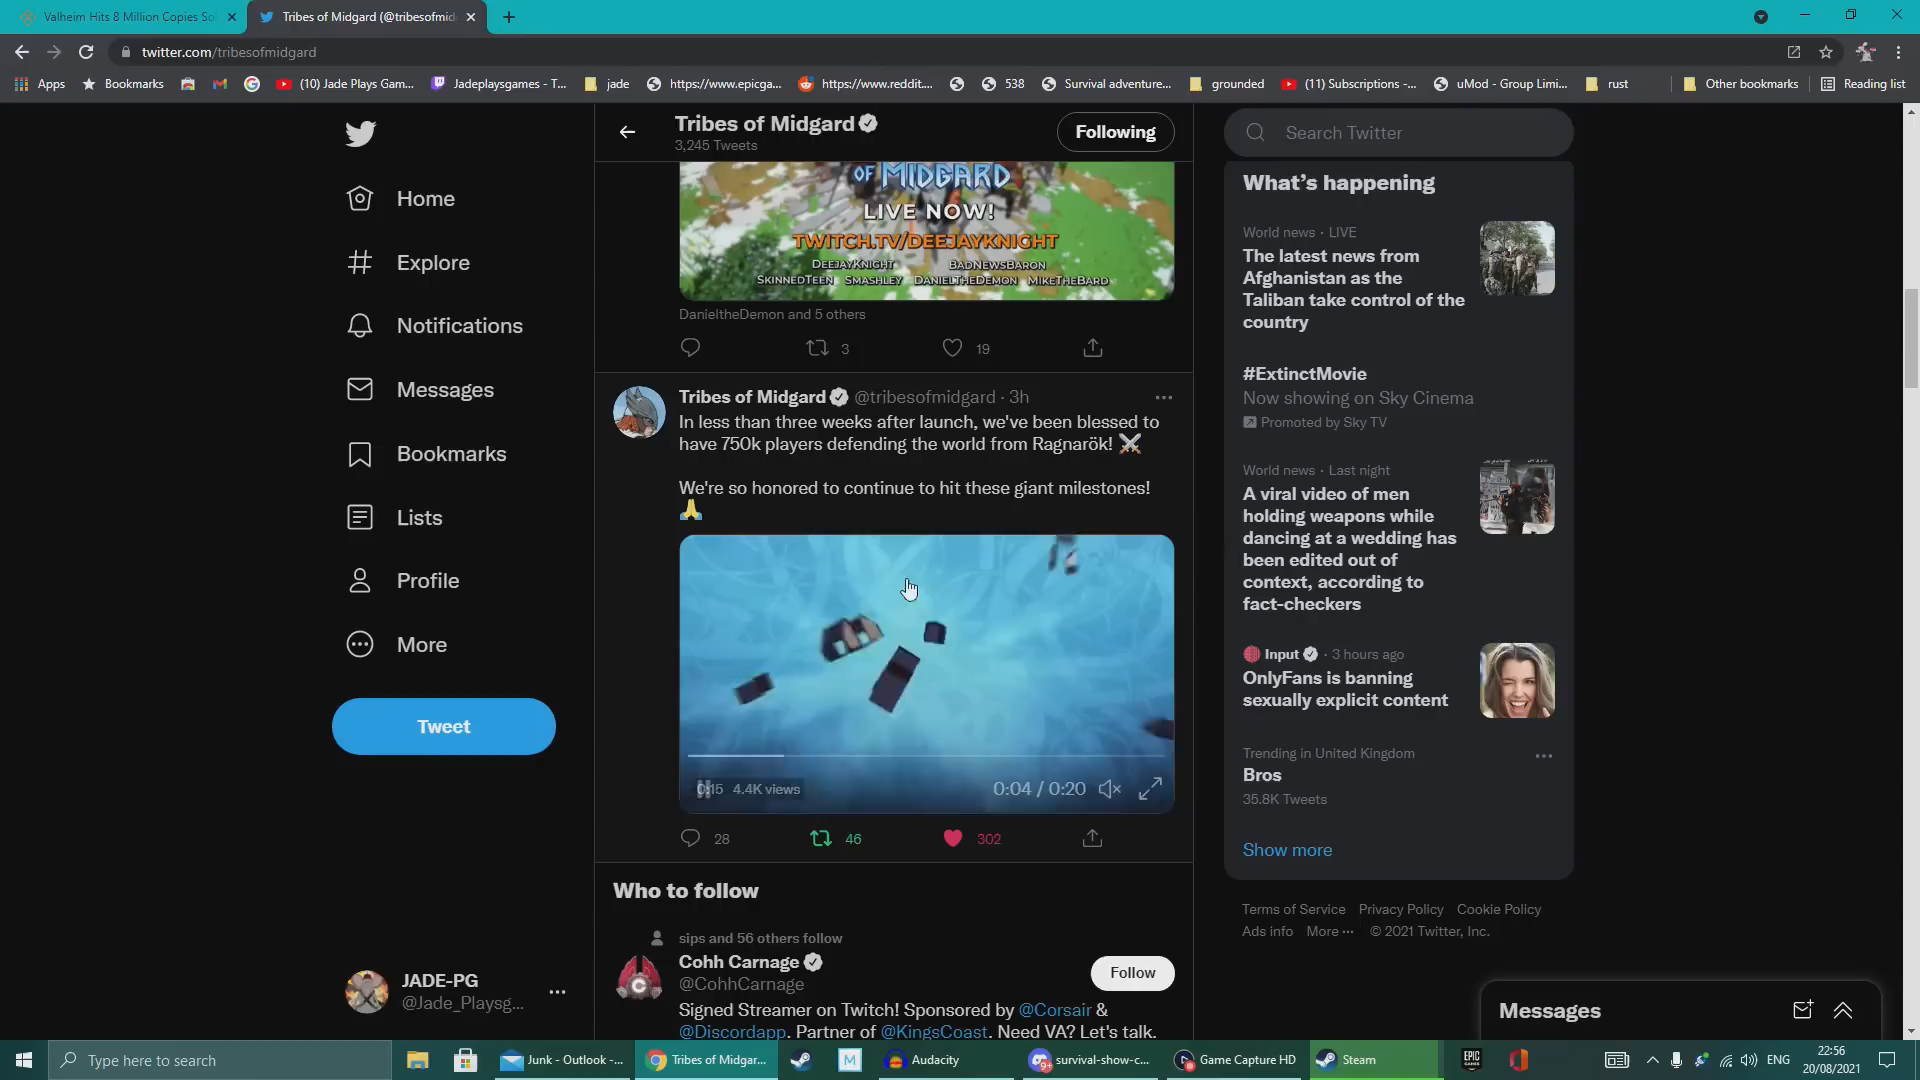 Valheim Hits 8 Million Copies So
Tribes of Midgard (@tribesofmid
twitter.com/tribesofmidgard
Apps
Bookmarks
(10) Jade Plays Gam...
Jadeplaysgames - T...
jade
https://www.epicga...
https://www.reddit....
538
Survival adventure...
grounded
(11) Subscriptions -...
uMod - Group Limi...
rust
Other bookmarks
Reading list
Home
Explore
Notifications
Messages
Bookmarks
Lists
Profile
More
Tweet
JADE-PG
@Jade_Playsg...
Tribes of Midgard
3,245 Tweets
Following
OF MIDGARD
LIVE NOW!
TWITCH.TV/DEEJAYKNIGHT
DEEJAYKNIGHT BADNEWSBARON
SKINNEDTEEN SMASHLEY DANIELTHEDEMON MIKETHEBARD
DanieltheDemon and 5 others
3
19
Tribes of Midgard @tribesofmidgard · 3h
In less than three weeks after launch, we've been blessed to
have 750k players defending the world from Ragnarök!
We're so honored to continue to hit these giant milestones!
0:15 4.4K views
0:04 / 0:20
28
46
302
Who to follow
sips and 56 others follow
Cohh Carnage
@CohhCarnage
Follow
Signed Streamer on Twitch! Sponsored by @Corsair &
@Discordapp. Partner of @KingsCoast. Need VA? Let's talk.
Search Twitter
What's happening
World news · LIVE
The latest news from
Afghanistan as the
Taliban take control of the
country
#ExtinctMovie
Now showing on Sky Cinema
Promoted by Sky TV
World news · Last night
A viral video of men
holding weapons while
dancing at a wedding has
been edited out of
context, according to
fact-checkers
Input · 3 hours ago
OnlyFans is banning
sexually explicit content
Trending in United Kingdom
Bros
35.8K Tweets
Show more
Terms of Service Privacy Policy Cookie Policy
Ads info More ··· © 2021 Twitter, Inc.
Messages
Type here to search
Junk - Outlook -...
Tribes of Midgar...
M
Audacity
9+
survival-show-c...
Game Capture HD
Steam
EPIC
GAMES
ENG
22:56
20/08/2021